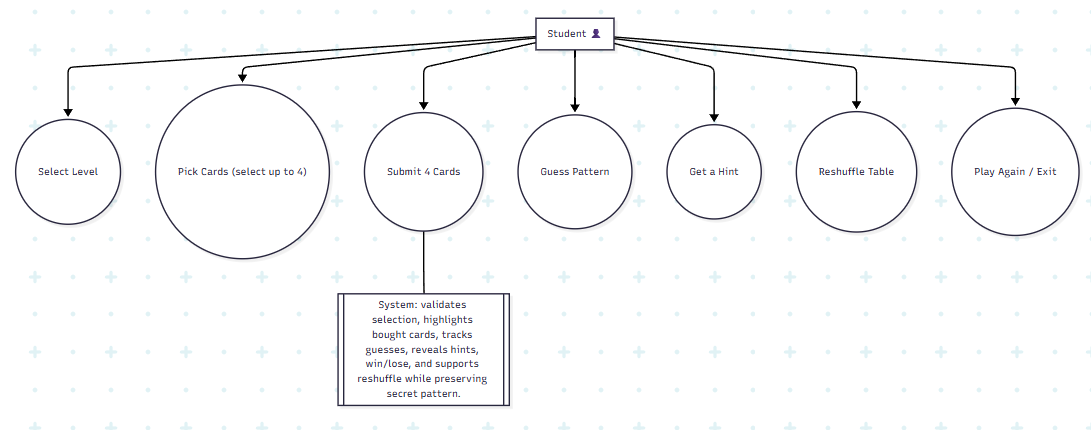 Student 👤
Select Level
Pick Cards (select up to 4)
Submit 4 Cards
Guess Pattern
Get a Hint
Reshuffle Table
Play Again / Exit
System: validates
selection, highlights
bought cards, tracks
guesses, reveals hints,
win/lose, and supports
reshuffle while preserving
secret pattern.